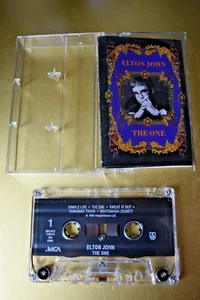 ELTON JOHN
THE ONE
1
SIMPLE LIFE • THE ONE • SWEAT IT OUT •
RUNAWAY TRAIN • WHITEWASH COUNTY
MCA
ELTON JOHN
THE ONE